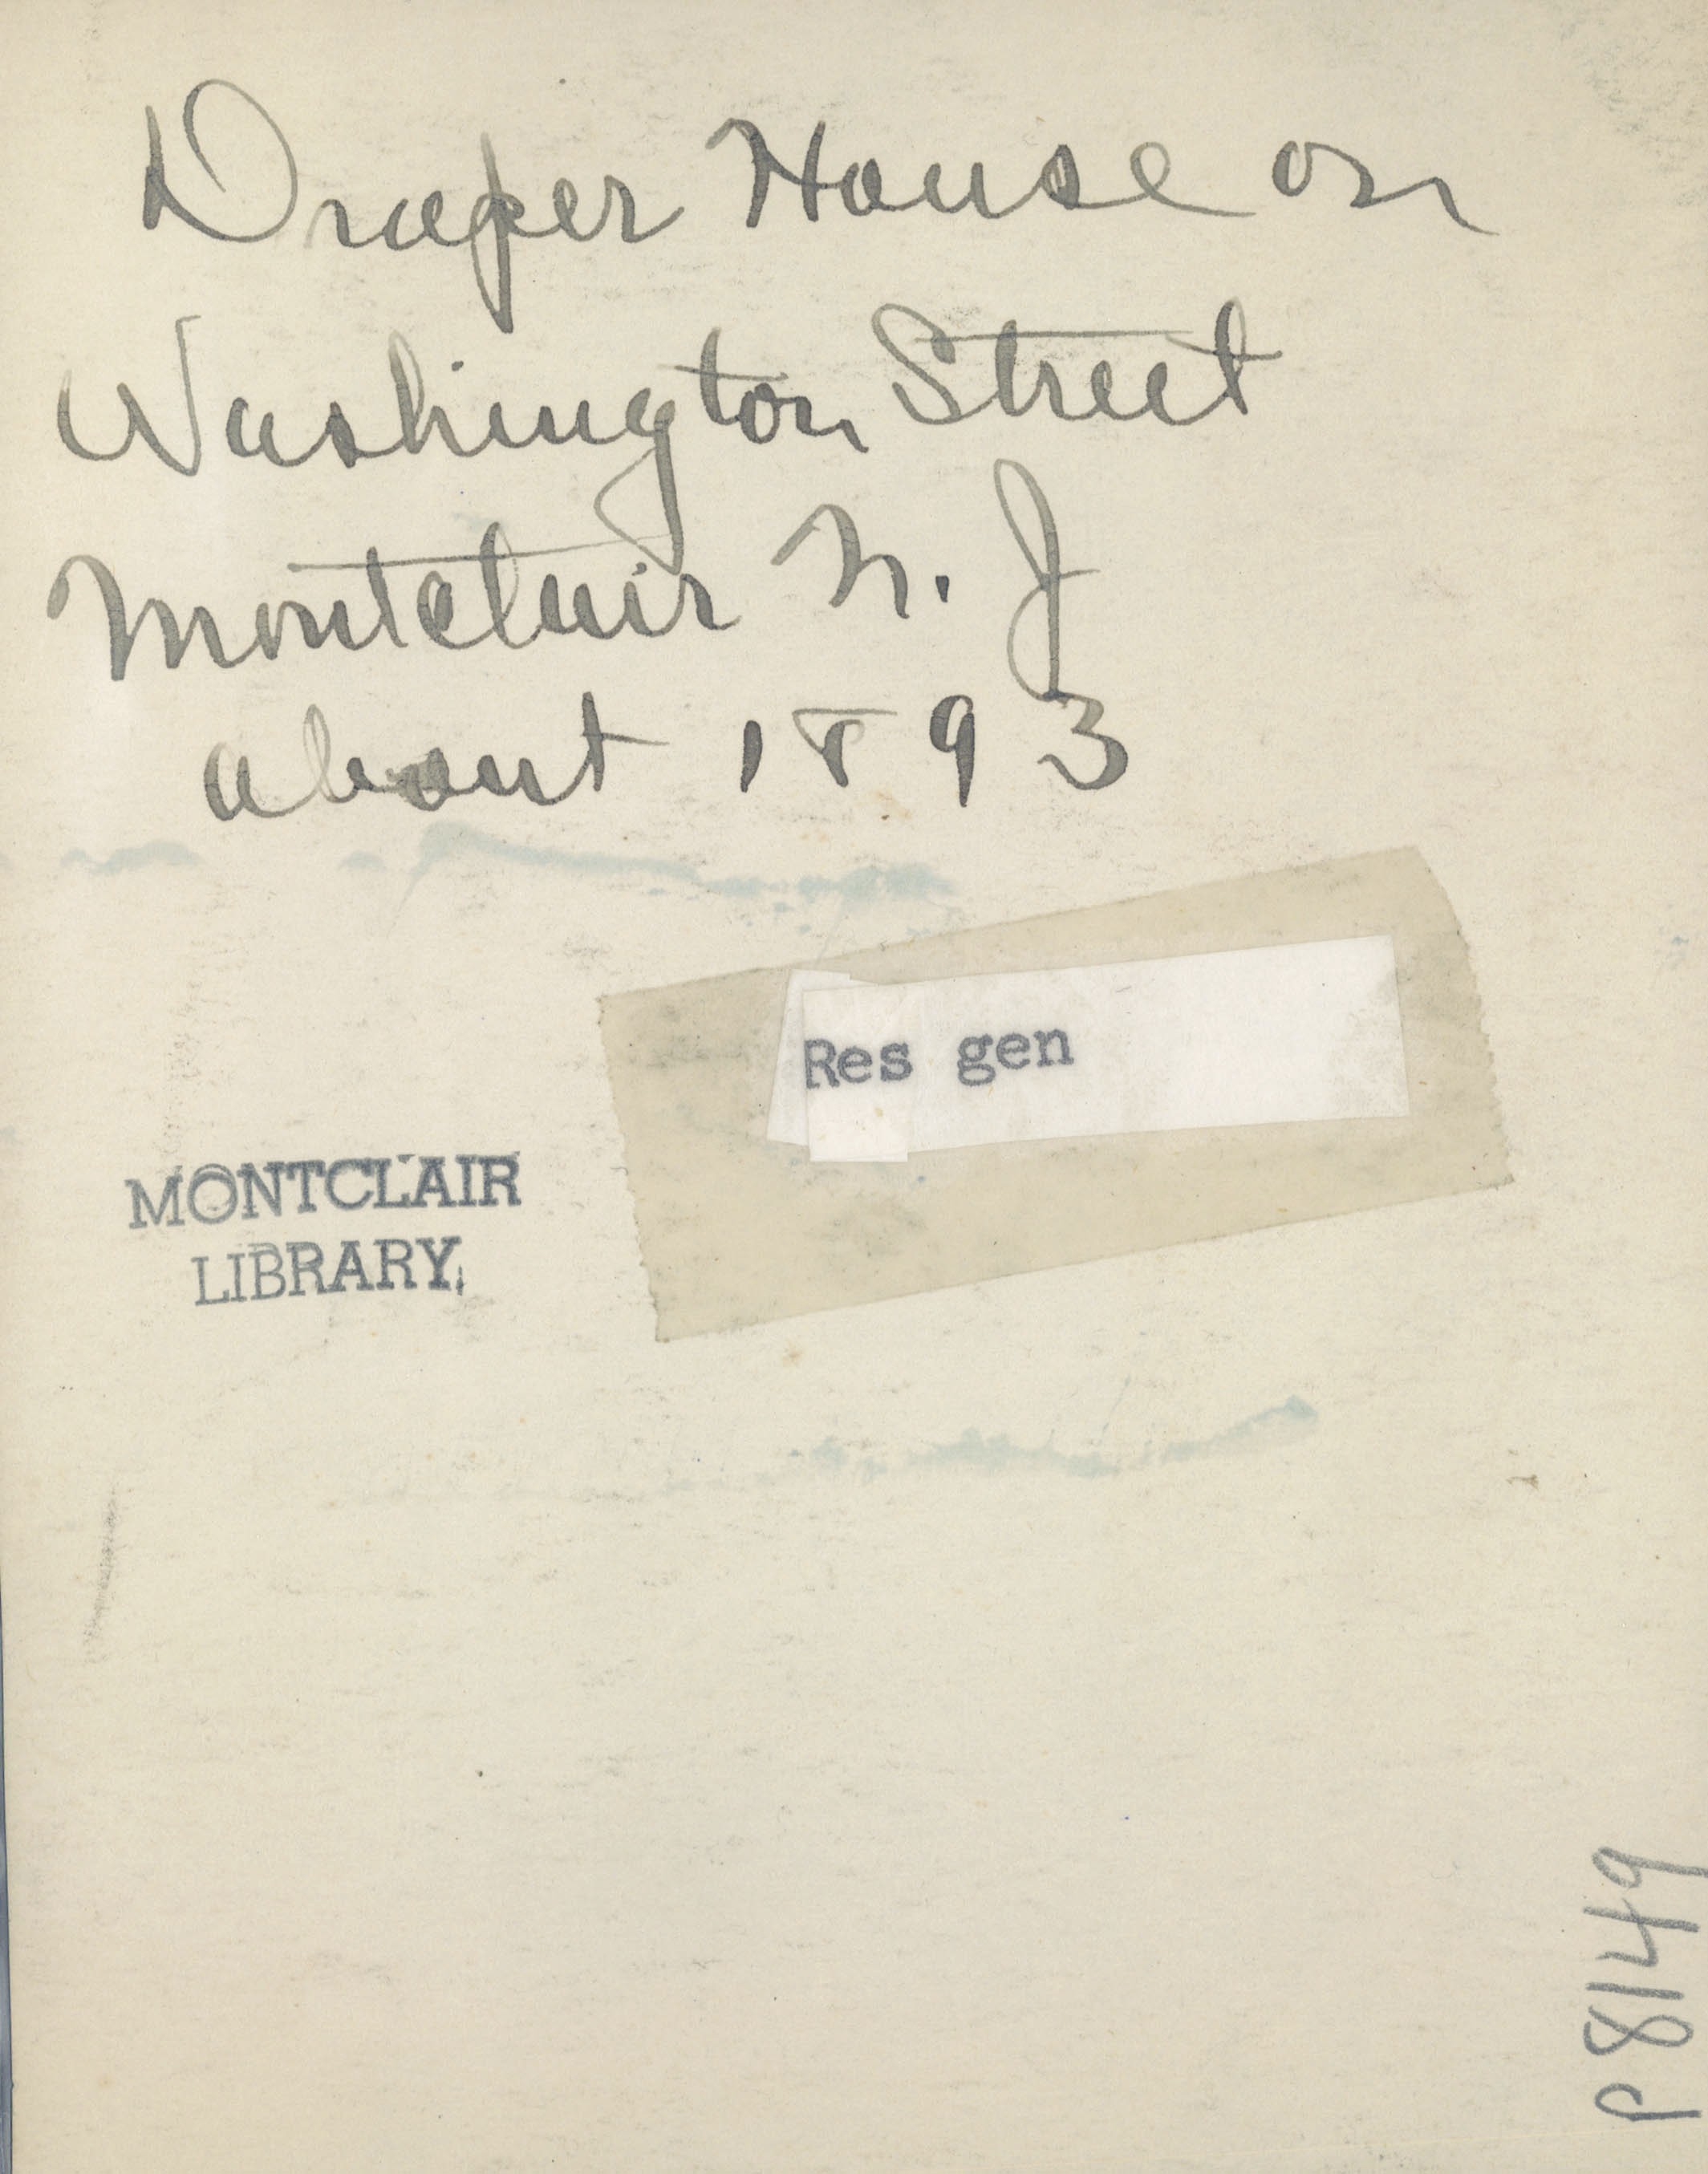 Draper House on
Washington Street
Montclair N. J
about 1893
Res gen
MONTCLAIR
LIBRARY
P8149